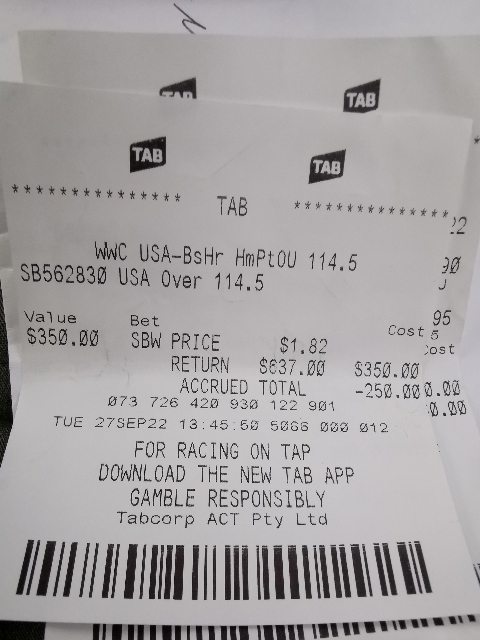 TAB
TAB
TAB
TAB
*************** TAB ***************
WWC USA-BsHr HmPtOU 114.5
SB562830 USA Over 114.5
Value Bet Cost
$350.00 SBW PRICE $1.82
RETURN $637.00 $350.00
ACCRUED TOTAL -250.00
073 726 420 930 122 901
TUE 27SEP22 13:45:50 5066 000 012
FOR RACING ON TAP
DOWNLOAD THE NEW TAB APP
GAMBLE RESPONSIBLY
Tabcorp ACT Pty Ltd